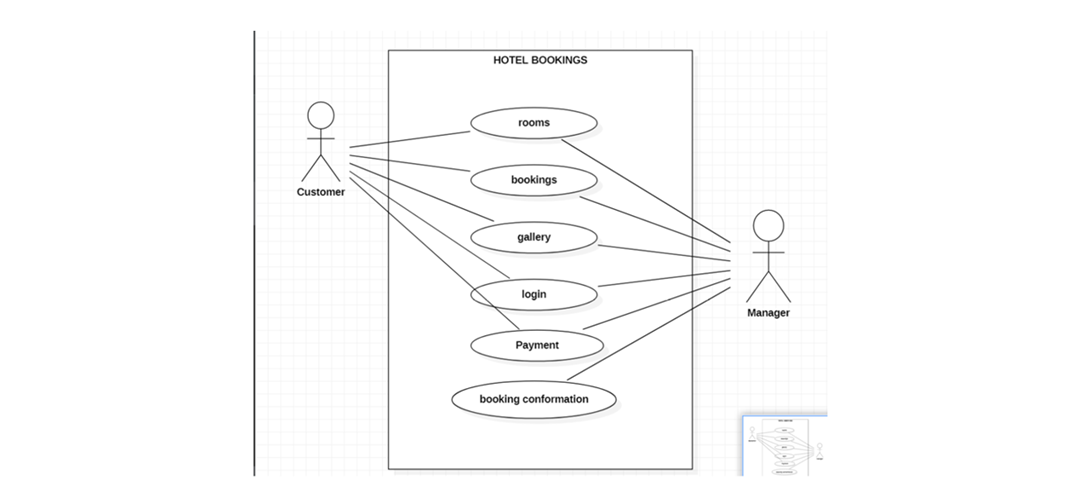 HOTEL BOOKINGS
rooms
Customer
bookings
gallery
login
Manager
Payment
booking conformation